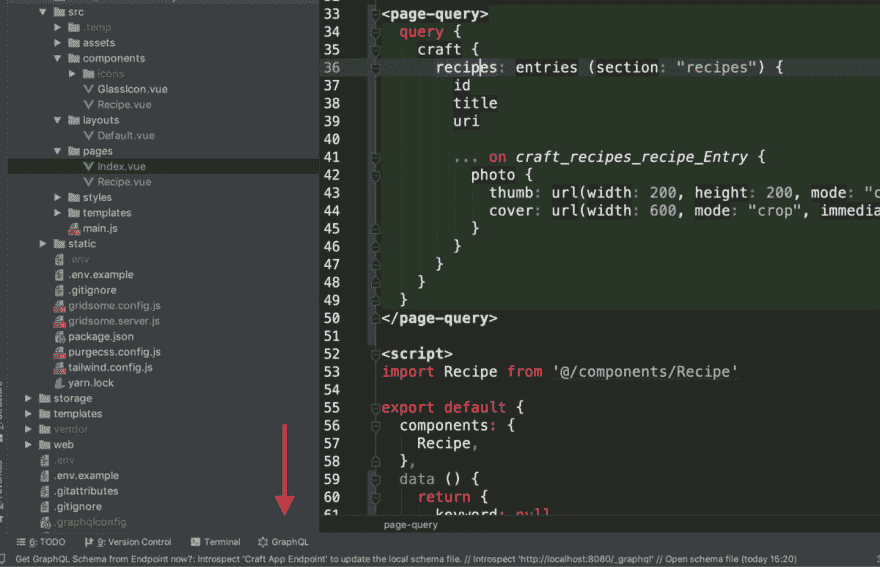 src
.temp
assets
components
icons
GlassIcon.vue
Recipe.vue
layouts
Default.vue
pages
Index.vue
Recipe.vue
styles
templates
main.js
static
.env
.env.example
.gitignore
gridsome.config.js
gridsome.server.js
package.json
purgecss.config.js
tailwind.config.js
yarn.lock
storage
templates
vendor
web
.env
.env.example
.gitattributes
.gitignore
.graphqlconfig
33 <page-query>
34 query {
35 craft {
36 recipes: entries (section: "recipes") {
37 id
38 title
39 uri
40
41 ... on craft_recipes_recipe_Entry {
42 photo {
43 thumb: url(width: 200, height: 200, mode: "c
44 cover: url(width: 600, mode: "crop", immedia
45 }
46 }
47 }
48 }
49 }
50 </page-query>
51
52 <script>
53 import Recipe from '@/components/Recipe'
54
55 export default {
56 components: {
57 Recipe,
58 },
59 data () {
60 return {
61 keyword: null
page-query
6: TODO 9: Version Control Terminal GraphQL
Get GraphQL Schema from Endpoint now?: Introspect 'Craft App Endpoint' to update the local schema file. // Introspect 'http://localhost:8080/_graphql' // Open schema file (today 15:20)